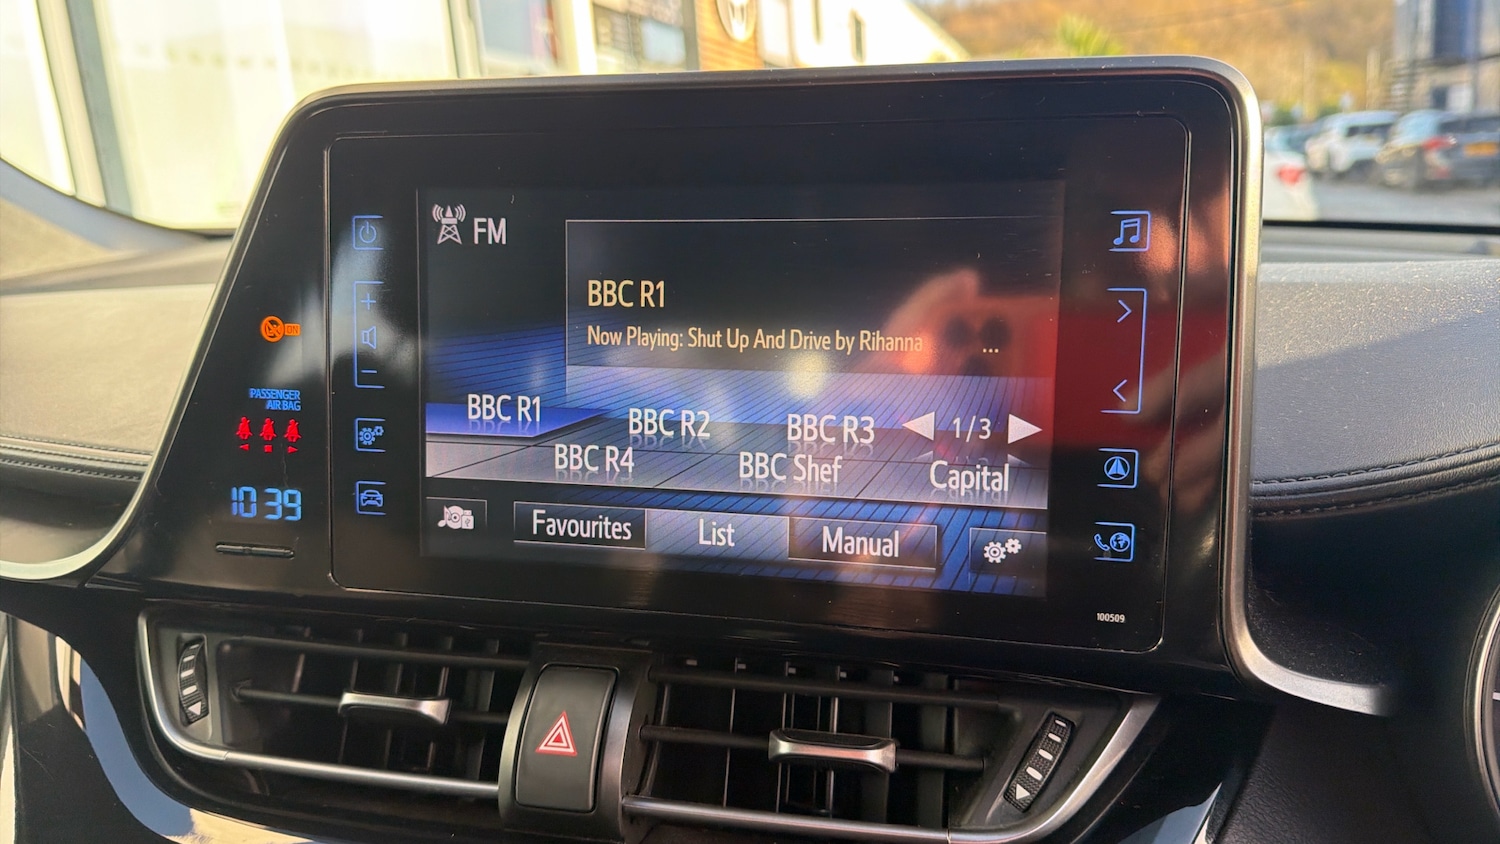 FM
BBC R1
Now Playing: Shut Up And Drive by Rihanna
...
BBC R1 BBC R2 BBC R3 1/3
BBC R4 BBC Shef Capital
Favourites List Manual
ON
PASSENGER
AIR BAG
10:39
100509